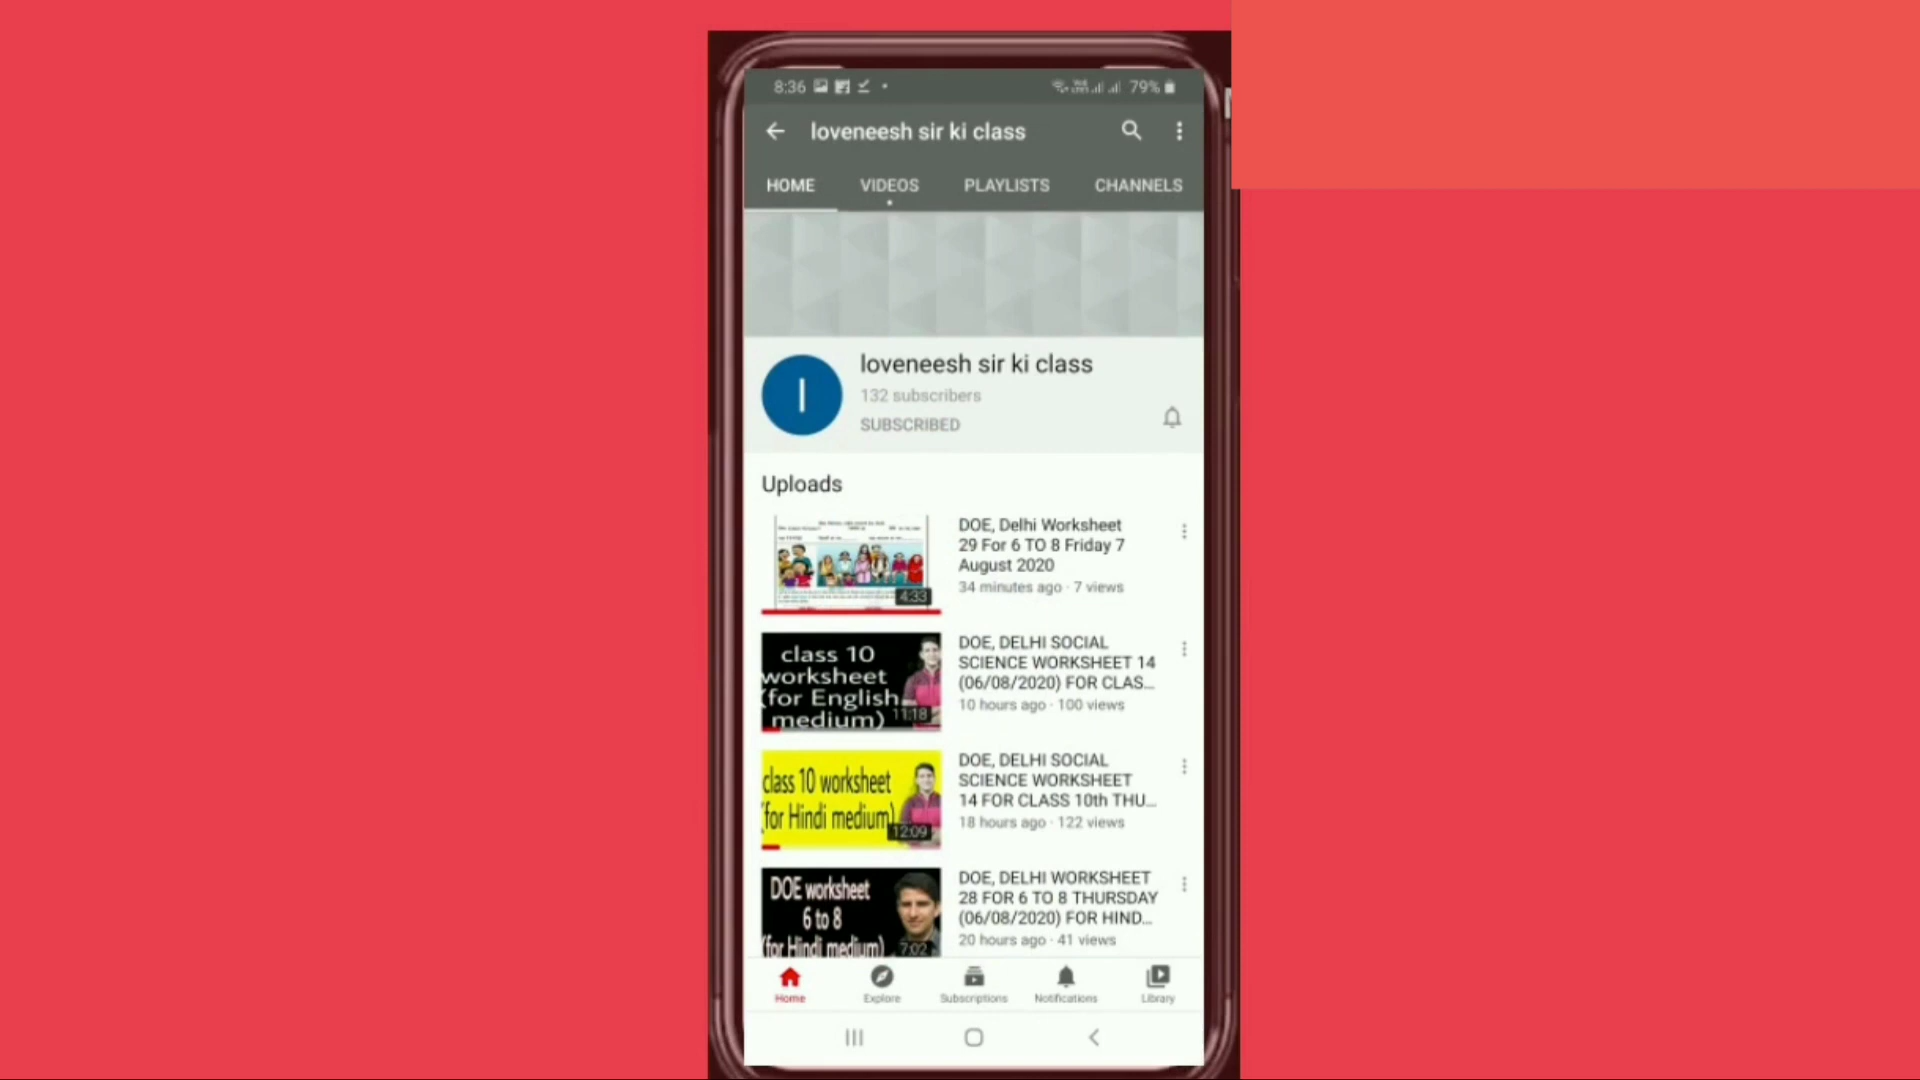 8:36
79%
loveneesh sir ki class
HOME VIDEOS PLAYLISTS CHANNELS
l
loveneesh sir ki class
132 subscribers
SUBSCRIBED
Uploads
4:33
DOE, Delhi Worksheet
29 For 6 TO 8 Friday 7
August 2020
34 minutes ago · 7 views
class 10
worksheet
(for English
medium)
11:18
DOE, DELHI SOCIAL
SCIENCE WORKSHEET 14
(06/08/2020) FOR CLAS...
10 hours ago · 100 views
class 10 worksheet
(for Hindi medium)
12:09
DOE, DELHI SOCIAL
SCIENCE WORKSHEET
14 FOR CLASS 10th THU...
18 hours ago · 122 views
DOE worksheet
6 to 8
(for Hindi medium)
7:02
DOE, DELHI WORKSHEET
28 FOR 6 TO 8 THURSDAY
(06/08/2020) FOR HIND...
20 hours ago · 41 views
Home Explore Subscriptions Notifications Library